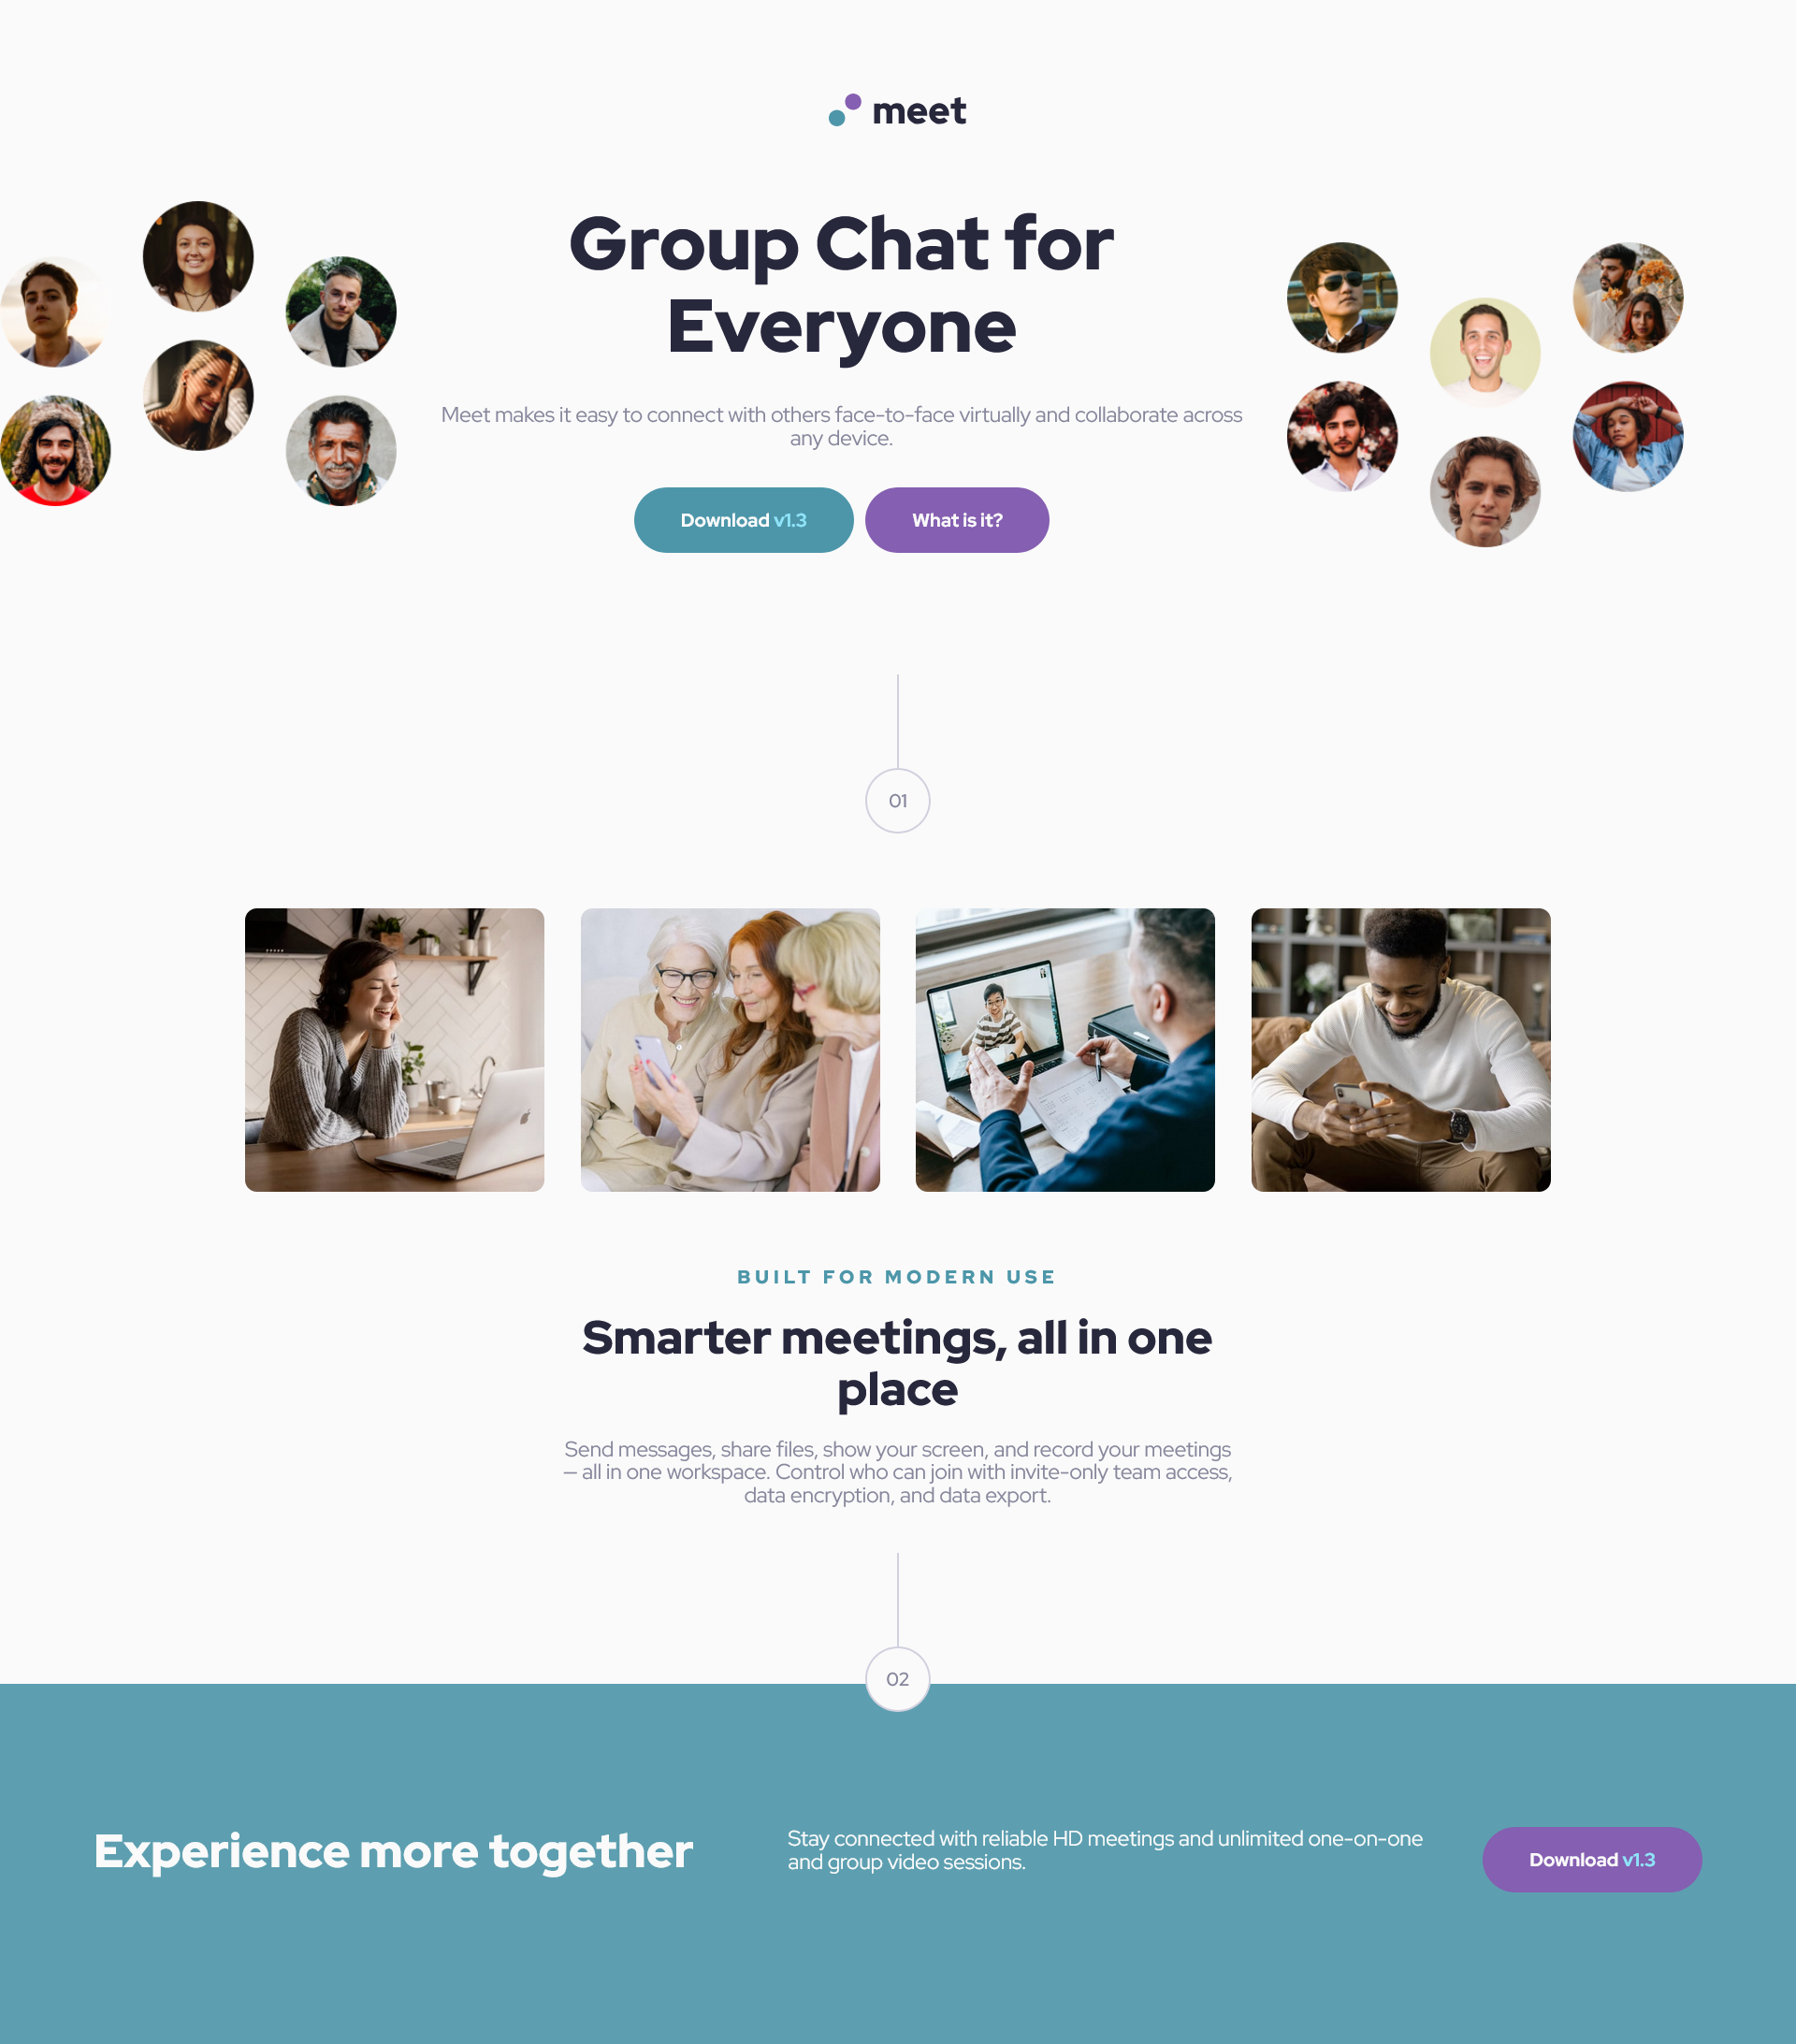 meet
Group Chat for
Everyone
Meet makes it easy to connect with others face-to-face virtually and collaborate across
any device.
Download v1.3
What is it?
01
BUILT FOR MODERN USE
Smarter meetings, all in one
place
Send messages, share files, show your screen, and record your meetings
— all in one workspace. Control who can join with invite-only team access,
data encryption, and data export.
02
Experience more together
Stay connected with reliable HD meetings and unlimited one-on-one
and group video sessions.
Download v1.3